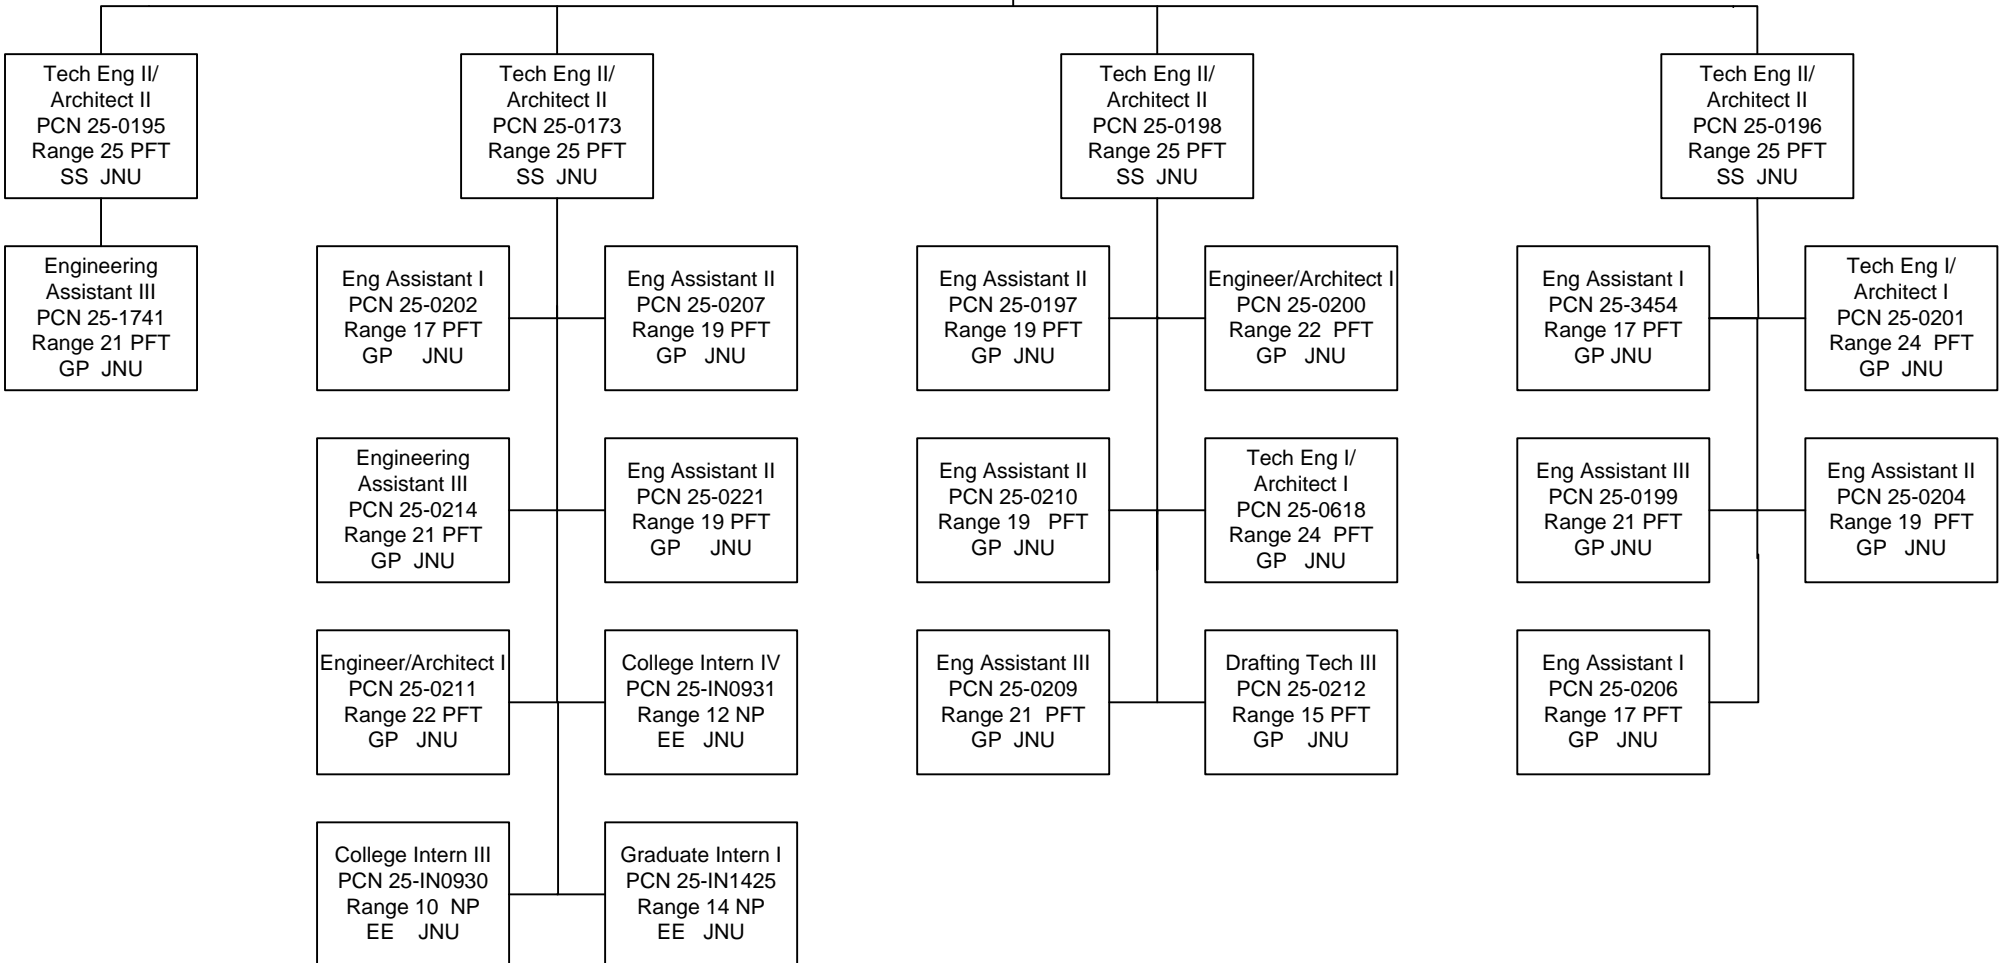 Tech Eng II/
Architect II
PCN 25-0195
Range 25 PFT
SS JNU
Tech Eng II/
Architect II
PCN 25-0173
Range 25 PFT
SS JNU
Tech Eng II/
Architect II
PCN 25-0198
Range 25 PFT
SS JNU
Tech Eng II/
Architect II
PCN 25-0196
Range 25 PFT
SS JNU
Engineering
Assistant III
PCN 25-1741
Range 21 PFT
GP JNU
Eng Assistant I
PCN 25-0202
Range 17 PFT
GP JNU
Eng Assistant II
PCN 25-0207
Range 19 PFT
GP JNU
Eng Assistant II
PCN 25-0197
Range 19 PFT
GP JNU
Engineer/Architect I
PCN 25-0200
Range 22 PFT
GP JNU
Eng Assistant I
PCN 25-3454
Range 17 PFT
GP JNU
Tech Eng I/
Architect I
PCN 25-0201
Range 24 PFT
GP JNU
Engineering
Assistant III
PCN 25-0214
Range 21 PFT
GP JNU
Eng Assistant II
PCN 25-0221
Range 19 PFT
GP JNU
Eng Assistant II
PCN 25-0210
Range 19 PFT
GP JNU
Tech Eng I/
Architect I
PCN 25-0618
Range 24 PFT
GP JNU
Eng Assistant III
PCN 25-0199
Range 21 PFT
GP JNU
Eng Assistant II
PCN 25-0204
Range 19 PFT
GP JNU
Engineer/Architect I
PCN 25-0211
Range 22 PFT
GP JNU
College Intern IV
PCN 25-IN0931
Range 12 NP
EE JNU
Eng Assistant III
PCN 25-0209
Range 21 PFT
GP JNU
Drafting Tech III
PCN 25-0212
Range 15 PFT
GP JNU
Eng Assistant I
PCN 25-0206
Range 17 PFT
GP JNU
College Intern III
PCN 25-IN0930
Range 10 NP
EE JNU
Graduate Intern I
PCN 25-IN1425
Range 14 NP
EE JNU